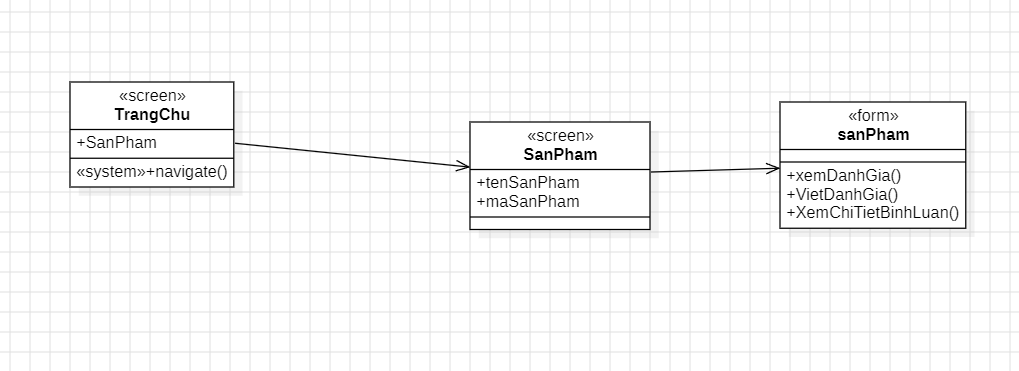 «screen»
TrangChu
+SanPham
«system»+navigate()
«screen»
SanPham
+tenSanPham
+maSanPham
«form»
sanPham
+xemDanhGia()
+VietDanhGia()
+XemChiTietBinhLuan()